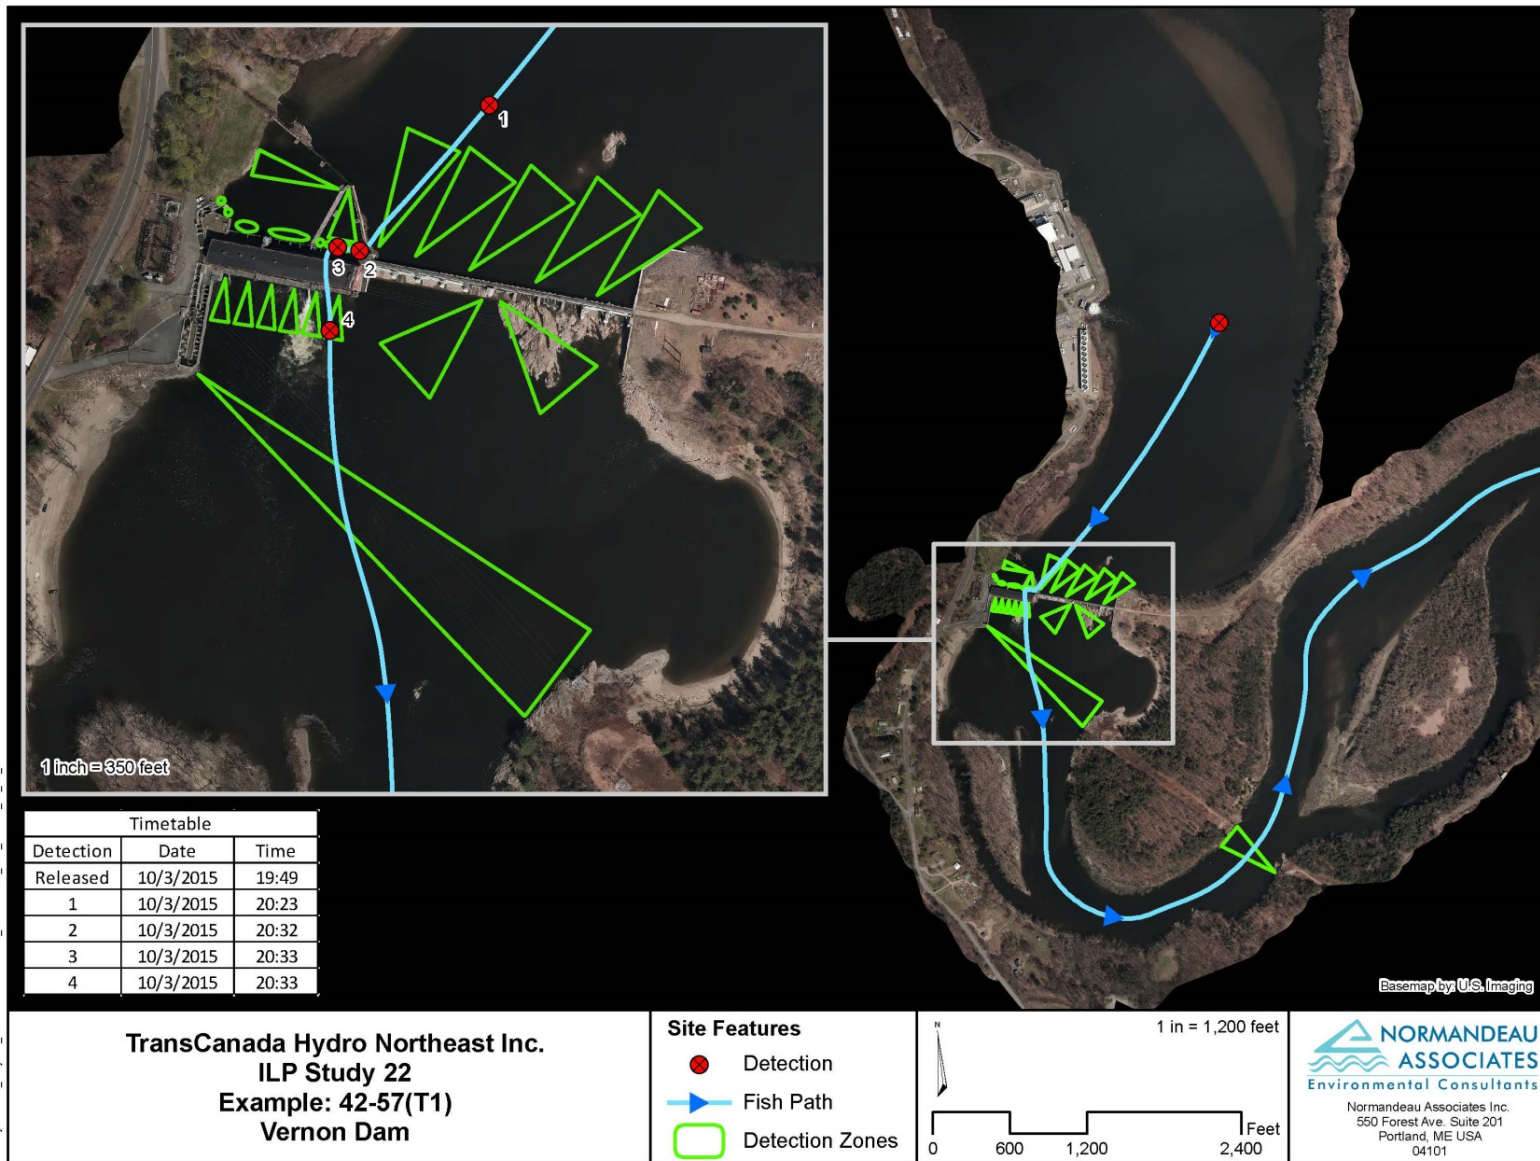 1
2
3
4
1 inch = 350 feet
Timetable
Detection Date Time
Released 10/3/2015 19:49
1 10/3/2015 20:23
2 10/3/2015 20:32
3 10/3/2015 20:33
4 10/3/2015 20:33
Basemap by: U.S. Imaging
TransCanada Hydro Northeast Inc.
ILP Study 22
Example: 42-57(T1)
Vernon Dam
Site Features
Detection
Fish Path
Detection Zones
N
1 in = 1,200 feet
Feet
0 600 1,200 2,400
NORMANDEAU
ASSOCIATES
Environmental Consultants
Normandeau Associates Inc.
550 Forest Ave. Suite 201
Portland, ME USA
04101